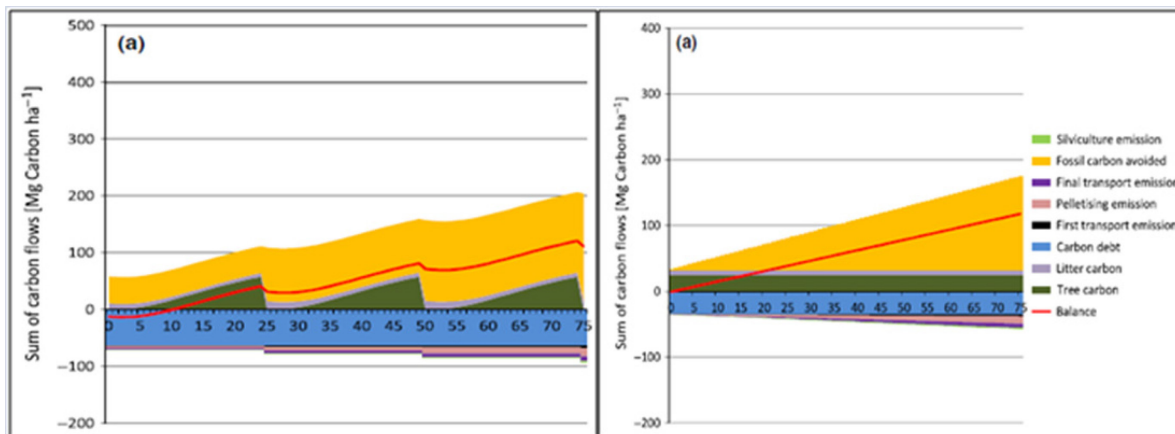 (a)
Sum of carbon flows [Mg Carbon ha⁻¹]
500
400
300
200
100
0
−100
−200
0 5 10 15 20 25 30 35 40 45 50 55 60 65 70 75
(a)
Sum of carbon flows [Mg Carbon ha⁻¹]
400
300
200
100
0
−100
−200
0 5 10 15 20 25 30 35 40 45 50 55 60 65 70 75
Silviculture emission
Fossil carbon avoided
Final transport emission
Pelletising emission
First transport emission
Carbon debt
Litter carbon
Tree carbon
Balance